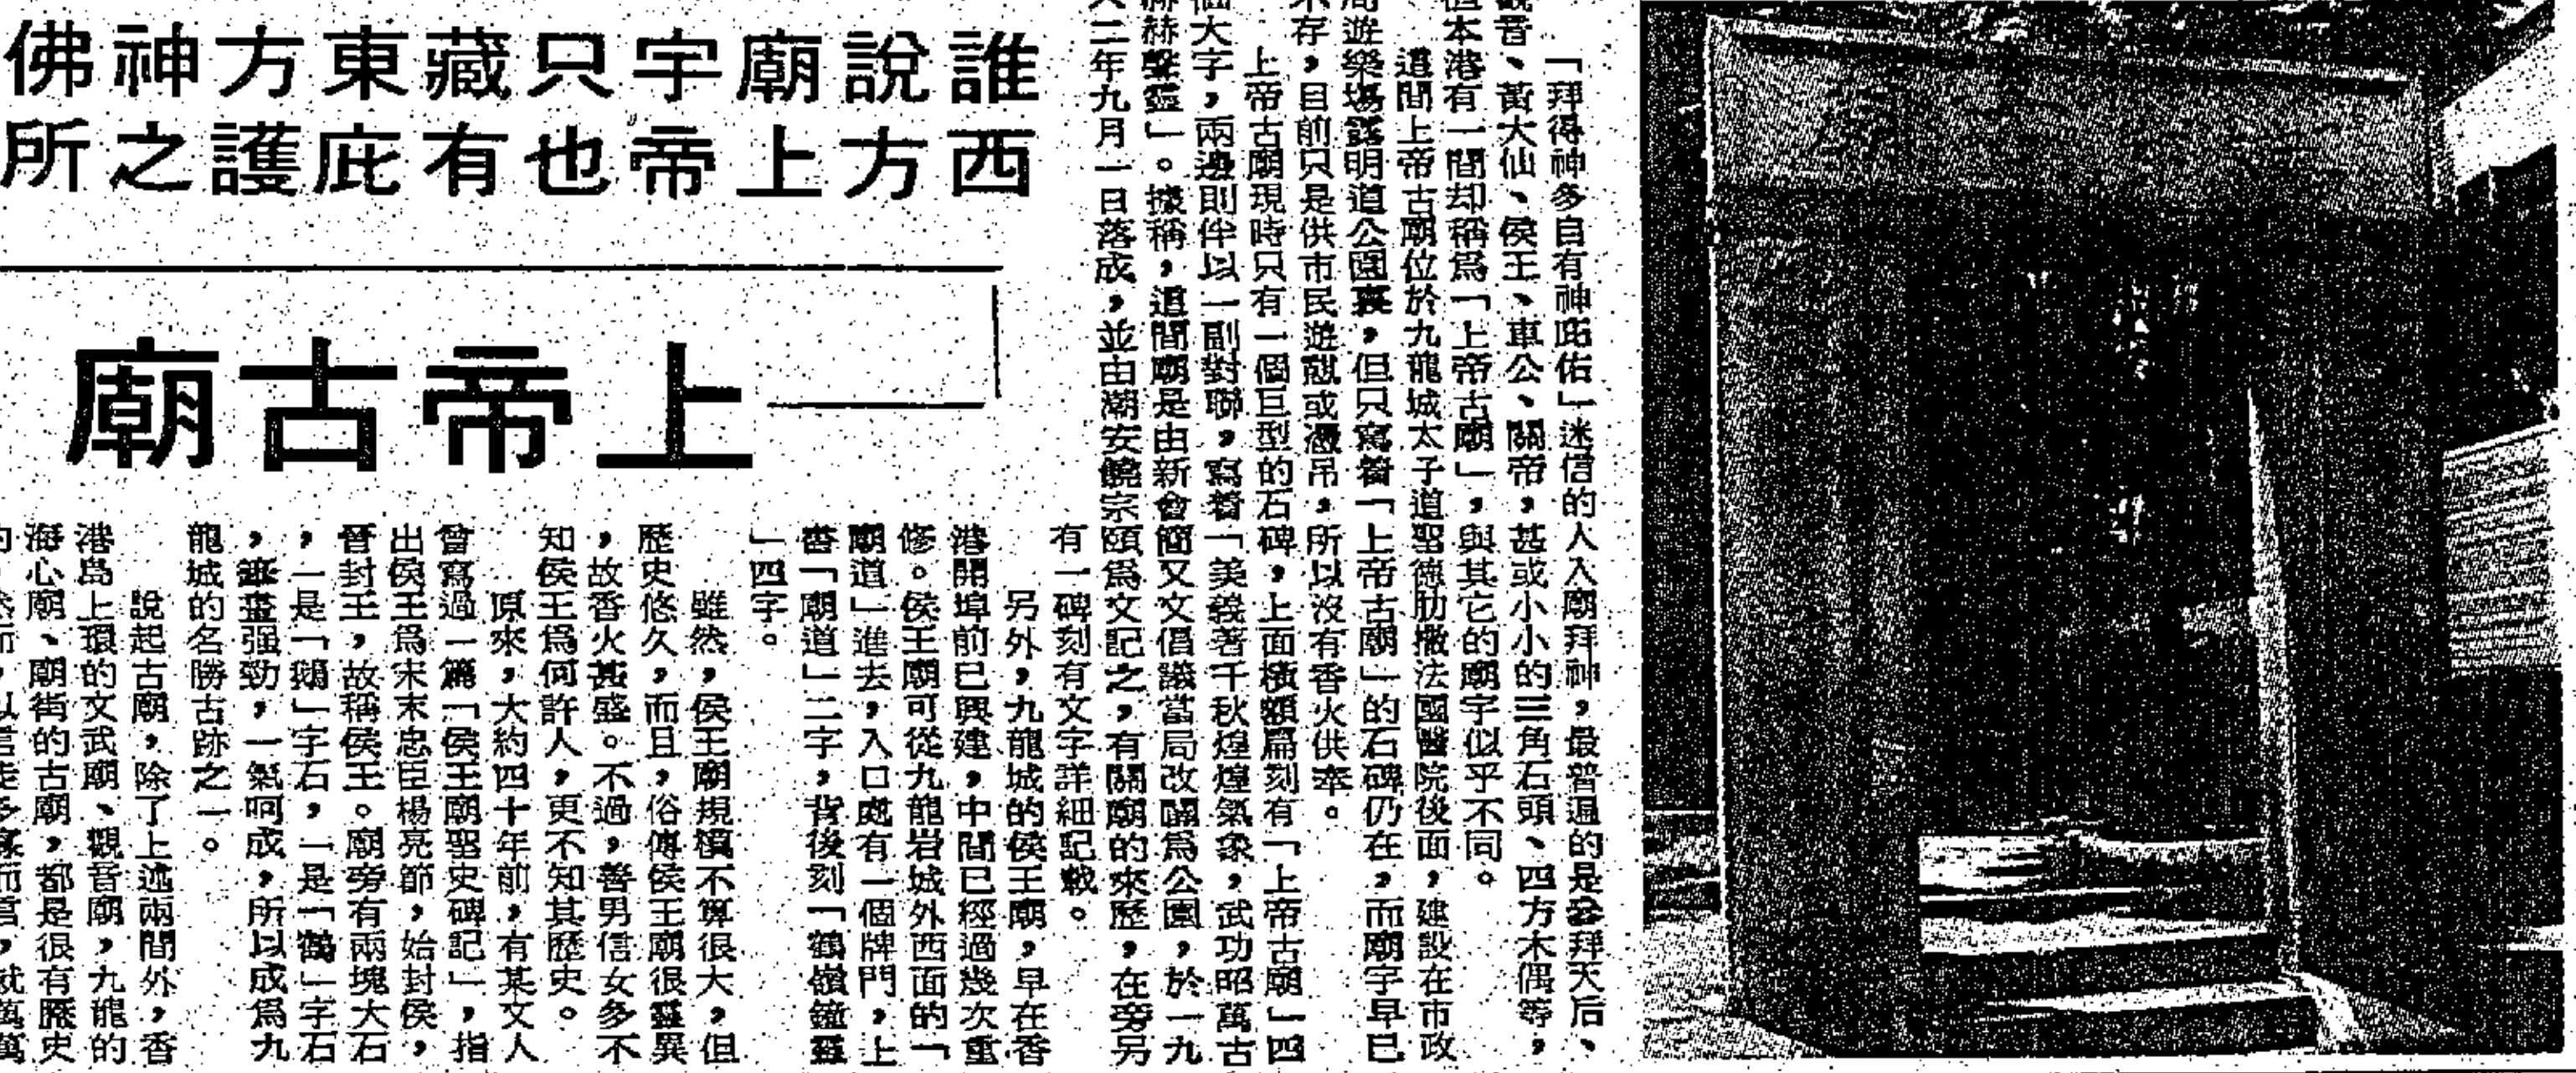 誰說廟宇只藏東方神佛
西方上帝也有庇護之所
上帝古廟
「拜得神多自有神庇佑」迷信的人入廟拜神，最普遍的是參拜天后、
觀音、黃大仙、侯王、車公、關帝，甚或小小的三角石頭、四方木偶等，
但本港有一間却稱爲「上帝古廟」，與其它的廟宇似乎不同。
這間上帝古廟位於九龍城太子道聖德肋撒法國醫院後面，建設在市政
局遊樂場露明道公園裏，但只寫着「上帝古廟」的石碑仍在，而廟宇早已
不存，目前只是供市民遊憩或憑吊，所以沒有香火供奉。
上帝古廟現時只有一個巨型的石碑，上面橫額扁刻有「上帝古廟」四
個大字，兩邊則伴以一副對聯，寫着「美義著千秋煌煌氣象，武功昭萬古
赫赫聲靈」。據稱，這間廟是由新會簡又文倡議當局改闢爲公園，於一九
二年九月一日落成，並由潮安饒宗頤爲文記之，有關廟的來歷，在旁另
有一碑刻有文字詳細記載。
另外，九龍城的侯王廟，早在香
港開埠前已興建，中間已經過幾次重
修。侯王廟可從九龍岩城外西面的「
廟道」進去，入口處有一個牌門，上
書「廟道」二字，背後刻「鶴嶺鐘靈
」四字。
雖然，侯王廟規模不算很大，但
歷史悠久，而且，俗傳侯王廟很靈異
，故香火甚盛。不過，善男信女多不
知侯王爲何許人，更不知其歷史。
原來，大約四十年前，有某文人
曾寫過一篇「侯王廟聖史碑記」，指
出侯王爲宋末忠臣楊亮節，始封侯，
晉封王，故稱侯王。廟旁有兩塊大石
，一是「鵝」字石，一是「鶴」字石
，筆畫强勁，一氣呵成，所以成爲九
龍城的名勝古跡之一。
說起古廟，除了上述兩間外，香
港島上環的文武廟、觀音廟，九龍的
海心廟、廟街的古廟，都是很有歷史